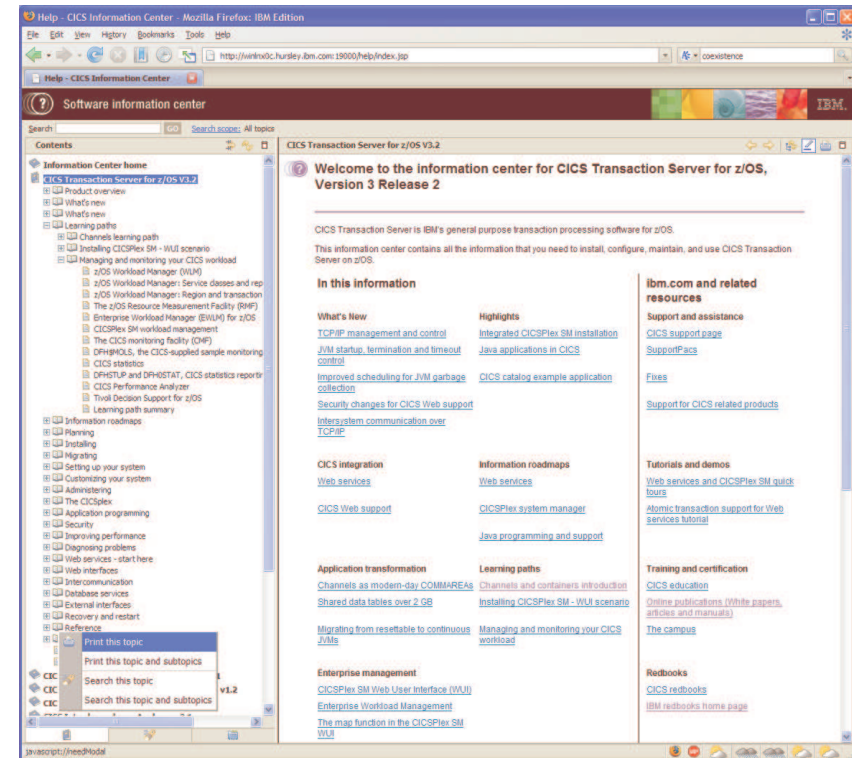 Help - CICS Information Center - Mozilla Firefox: IBM Edition
File Edit View History Bookmarks Tools Help
http://winlnx0c.hursley.ibm.com:19000/help/index.jsp
coexistence
Help - CICS Information Center
Software information center
IBM.
Search
GO
Search scope: All topics
Contents
CICS Transaction Server for z/OS V3.2
Information Center home
CICS Transaction Server for z/OS V3.2
Product overview
What's new
What's new
Learning paths
Channels learning path
Installing CICSPlex SM - WUI scenario
Managing and monitoring your CICS workload
z/OS Workload Manager (WLM)
z/OS Workload Manager: Service classes and rep
z/OS Workload Manager: Region and transaction
The z/OS Resource Measurement Facility (RMF)
Enterprise Workload Manager (EWLM) for z/OS
CICSPlex SM workload management
The CICS monitoring facility (CMF)
DFH$MOLS, the CICS-supplied sample monitoring
CICS statistics
DFHSTUP and DFH0STAT, CICS statistics reportin
CICS Performance Analyzer
Tivoli Decision Support for z/OS
Learning path summary
Information roadmaps
Planning
Installing
Migrating
Setting up your system
Customizing your system
Administering
The CICSplex
Application programming
Security
Improving performance
Diagnosing problems
Web services - start here
Web interfaces
Intercommunication
Database services
External interfaces
Recovery and restart
Reference
Print this topic
Print this topic and subtopics
Search this topic
Search this topic and subtopics
CIC
CIC v1.2
CIC
Welcome to the information center for CICS Transaction Server for z/OS,
Version 3 Release 2
CICS Transaction Server is IBM's general purpose transaction processing software for z/OS.
This information center contains all the information that you need to install, configure, maintain, and use CICS Transaction
Server on z/OS.
In this information
What's New
TCP/IP management and control
JVM startup, termination and timeout
control
Improved scheduling for JVM garbage
collection
Security changes for CICS Web support
Intersystem communication over
TCP/IP
Highlights
Integrated CICSPlex SM installation
Java applications in CICS
CICS catalog example application
ibm.com and related
resources
Support and assistance
CICS support page
SupportPacs
Fixes
Support for CICS related products
CICS integration
Web services
CICS Web support
Information roadmaps
Web services
CICSPlex system manager
Java programming and support
Tutorials and demos
Web services and CICSPlex SM quick
tours
Atomic transaction support for Web
services tutorial
Application transformation
Channels as modern-day COMMAREAs
Shared data tables over 2 GB
Migrating from resettable to continuous
JVMs
Learning paths
Channels and containers introduction
Installing CICSPlex SM - WUI scenario
Managing and monitoring your CICS
workload
Training and certification
CICS education
Online publications (White papers,
articles and manuals)
The campus
Enterprise management
CICSPlex SM Web User Interface (WUI)
Enterprise Workload Management
The map function in the CICSPlex SM
WUI
Redbooks
CICS redbooks
IBM redbooks home page
javascript://needModal